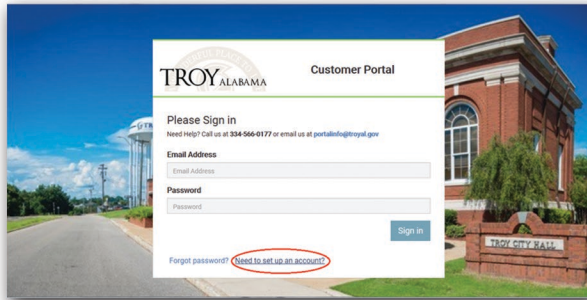 TROY ALABAMA
Customer Portal
Please Sign in
Need Help? Call us at 334-566-0177 or email us at portalinfo@troyal.gov
Email Address
Email Address
Password
Password
Sign in
Forgot password? Need to set up an account?
TROY CITY HALL